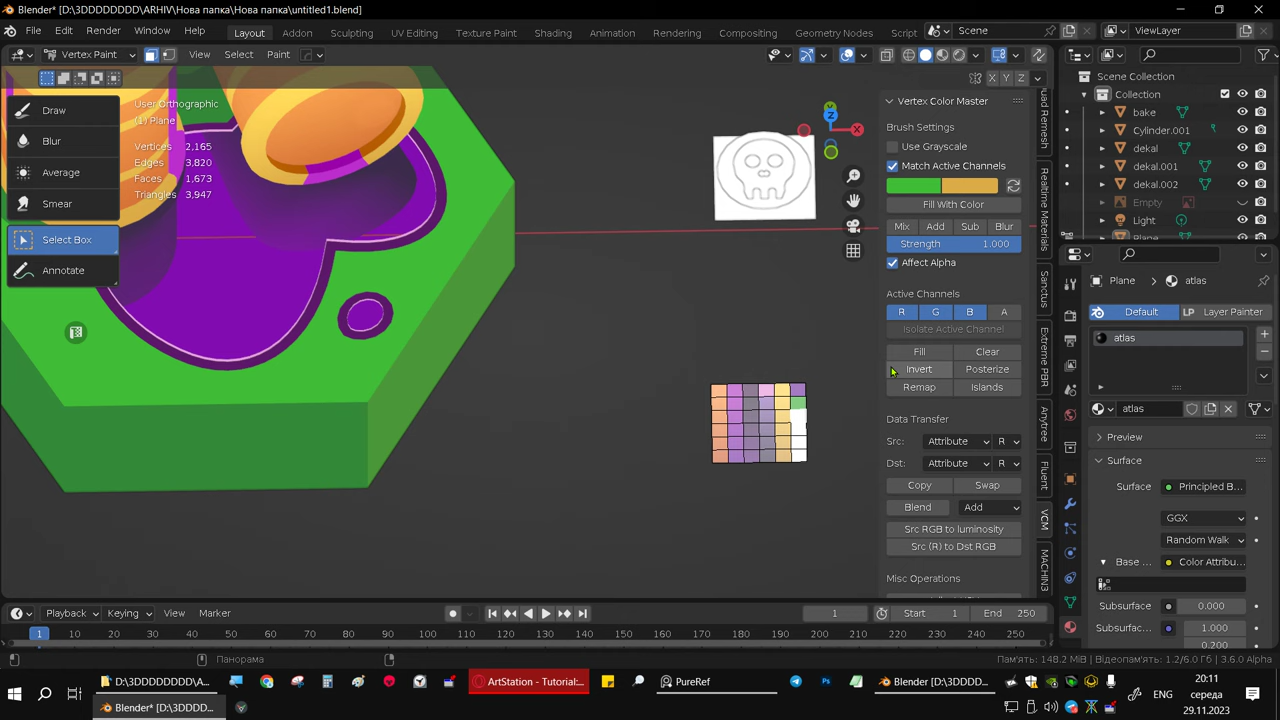 Blender* [D:\3DDDDDDDD\ARHIV\Нова папка\Нова папка\untitled1.blend]
File Edit Render Window Help Layout Addon Sculpting UV Editing Texture Paint Shading Animation Rendering Compositing Geometry Nodes Script Scene ViewLayer
Vertex Paint View Select Paint
X Y Z
Scene Collection
Collection
bake
Cylinder.001
dekal
dekal.001
dekal.002
Empty
Light
Plane
Draw
Blur
Average
Smear
Select Box
Annotate
User Orthographic
(1) Plane
Vertices 2,165
Edges 3,820
Faces 1,673
Triangles 3,947
Z
X
Vertex Color Master
Brush Settings
Use Grayscale
Match Active Channels
Fill With Color
Mix Add Sub Blur
Strength 1.000
Affect Alpha
Active Channels
R G B A
Isolate Active Channel
Fill Clear
Invert Posterize
Remap Islands
Data Transfer
Src: Attribute R
Dst: Attribute R
Copy Swap
Blend Add
Src RGB to luminosity
Src (R) to Dst RGB
Misc Operations
Quad Remesh
Realtime Materials
Sanctus
Extreme PBR
Anytree
Fluent
VCM
MACHIN3
Plane atlas
Default LP Layer Painter
atlas
atlas
Preview
Surface
Surface Principled B...
GGX
Random Walk
Base ... Color Attribu...
Subsurface 0.000
Subsurfac... 1.000
0.200
Playback Keying View Marker 1 Start 1 End 250
1 10 20 30 40 50 60 70 80 90 100 110 120 130 140 150 160 170 180 190 200 210 220 230 240 250
Панорама
Пам'ять: 148.2 MB | Відеопам'ять: 1.2/6.0 Гб | 3.6.0 Alpha
D:\3DDDDDDDD\A... ArtStation - Tutorial:... PureRef Blender [D:\3DDDD...
Blender* [D:\3DDDD...
ENG
20:11
середа
29.11.2023